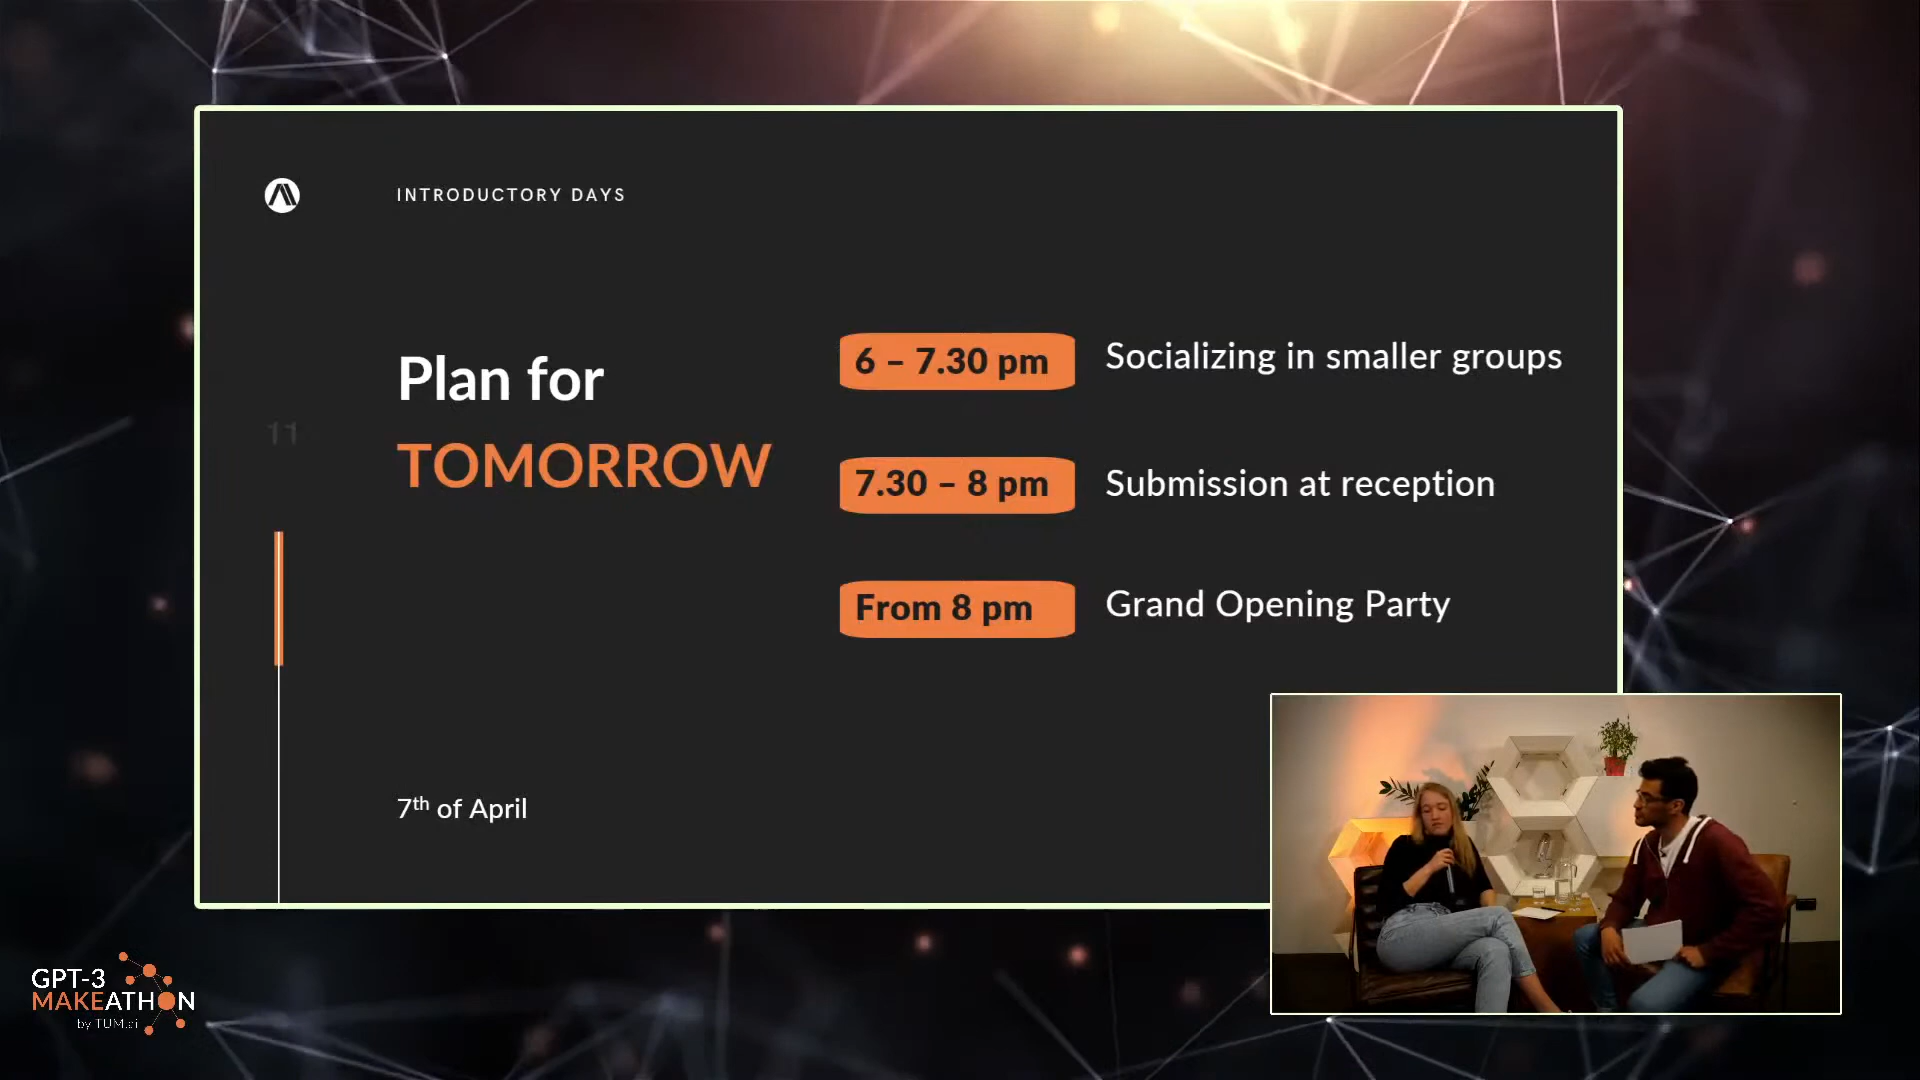 INTRODUCTORY DAYS
Plan for
TOMORROW
11
6 – 7.30 pm Socializing in smaller groups
7.30 – 8 pm Submission at reception
From 8 pm Grand Opening Party
7th of April
GPT-3
MAKEATHON
by TUM.ai